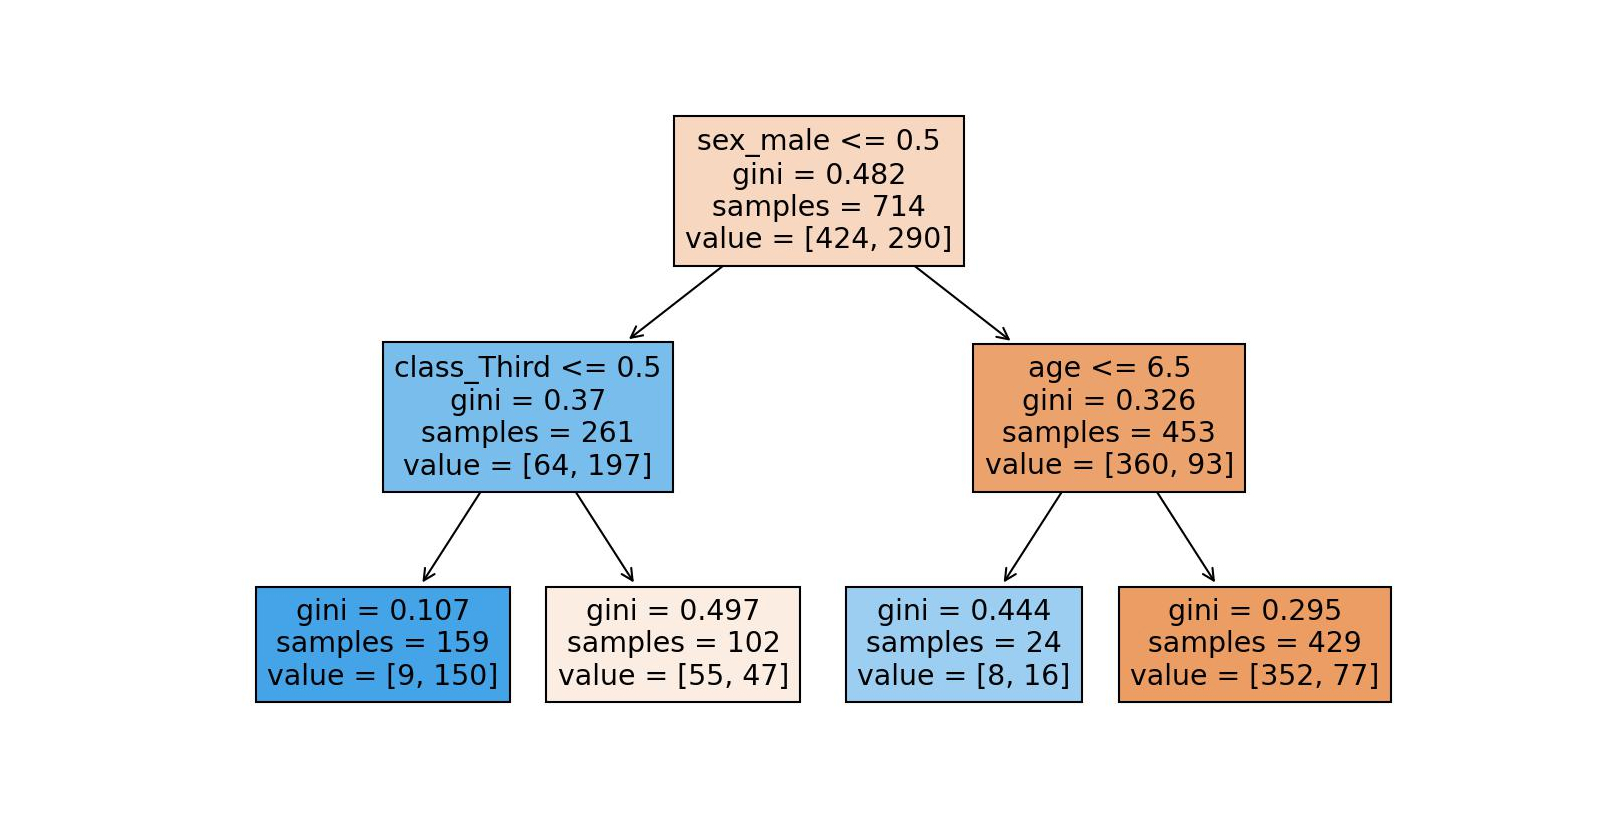 sex_male <= 0.5
gini = 0.482
samples = 714
value = [424, 290]
class_Third <= 0.5
gini = 0.37
samples = 261
value = [64, 197]
age <= 6.5
gini = 0.326
samples = 453
value = [360, 93]
gini = 0.107
samples = 159
value = [9, 150]
gini = 0.497
samples = 102
value = [55, 47]
gini = 0.444
samples = 24
value = [8, 16]
gini = 0.295
samples = 429
value = [352, 77]